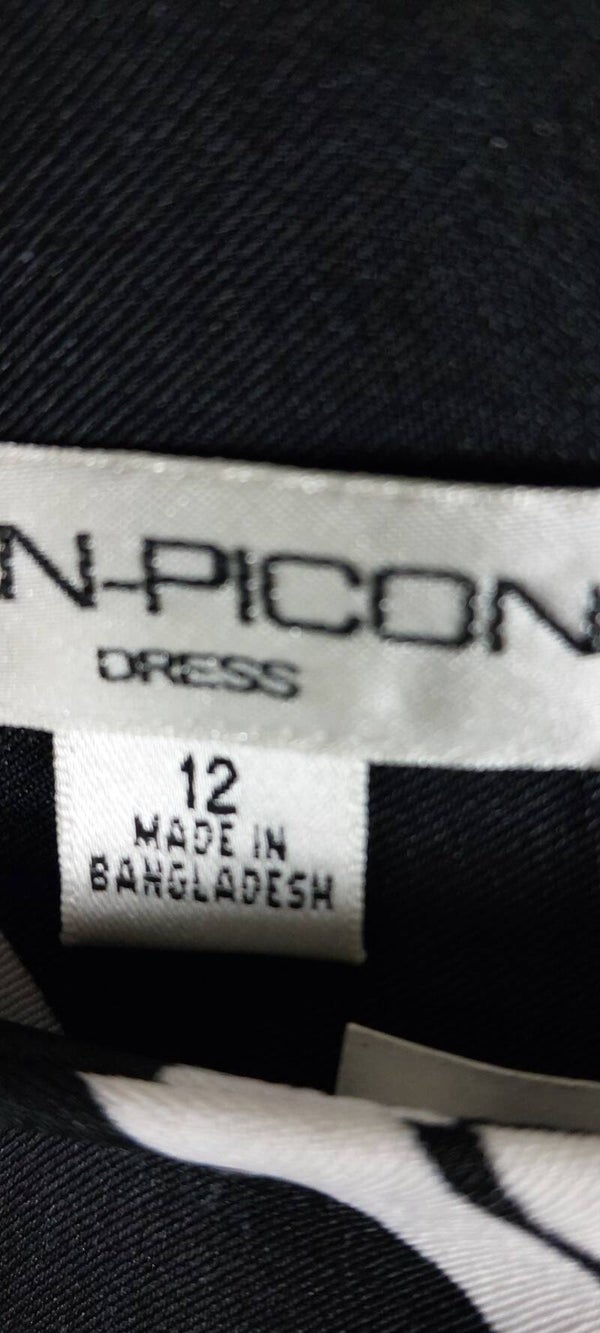 N-PICON
DRESS
12
MADE IN
BANGLADESH